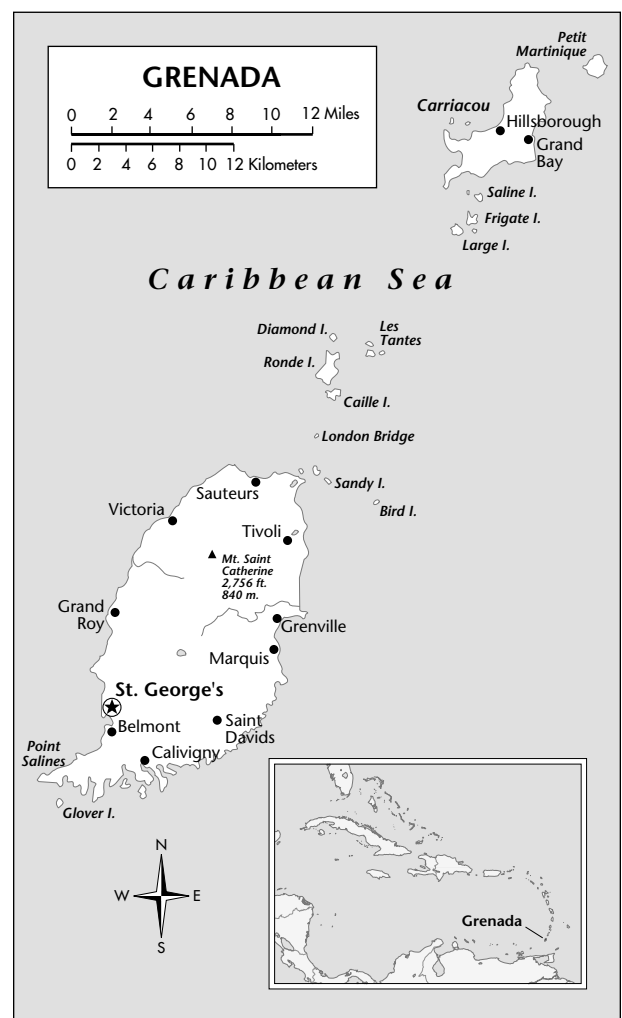 GRENADA
0 2 4 6 8 10 12 Miles
0 2 4 6 8 10 12 Kilometers
Petit
Martinique
Carriacou
Hillsborough
Grand
Bay
Saline I.
Frigate I.
Large I.
Caribbean Sea
Diamond I.
Les
Tantes
Ronde I.
Caille I.
London Bridge
Sauteurs
Sandy I.
Bird I.
Victoria
Tivoli
Mt. Saint
Catherine
2,756 ft.
840 m.
Grand
Roy
Grenville
Marquis
St. George's
Belmont
Saint
Davids
Point
Salines
Calivigny
Glover I.
N
W E
S
Grenada